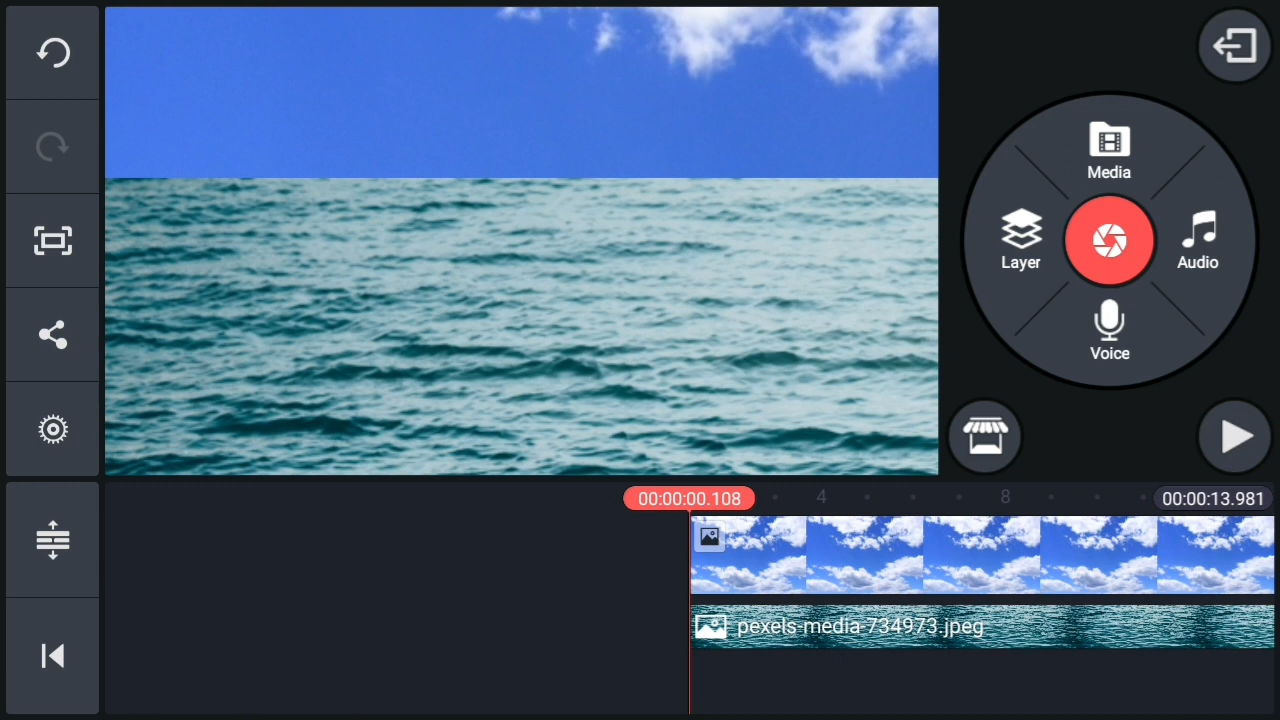 Media
Layer
Audio
Voice
00:00:00.108
4
8
00:00:13.981
pexels-media-734973.jpeg